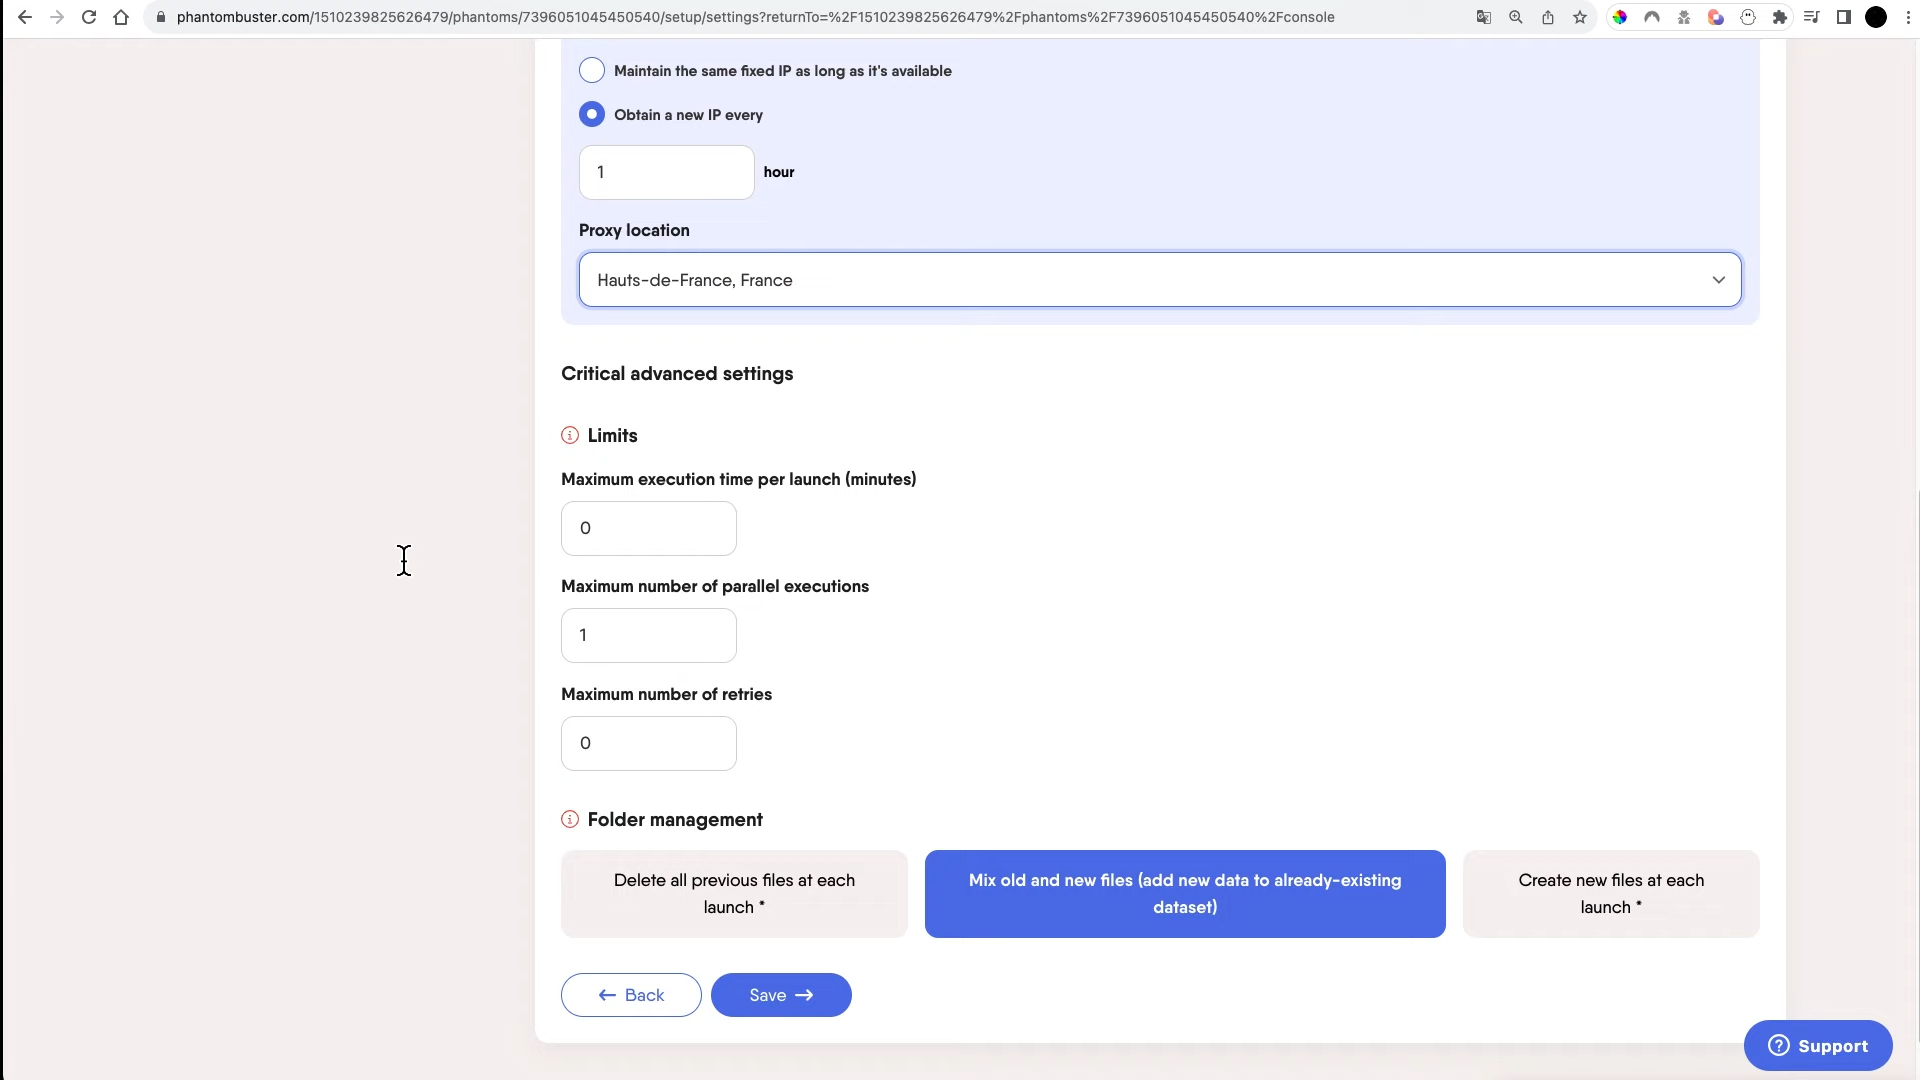 phantombuster.com/1510239825626479/phantoms/7396051045450540/setup/settings?returnTo=%2F1510239825626479%2Fphantoms%2F7396051045450540%2Fconsole
Maintain the same fixed IP as long as it's available
Obtain a new IP every
1 hour
Proxy location
Hauts-de-France, France
Critical advanced settings
Limits
Maximum execution time per launch (minutes)
0
Maximum number of parallel executions
1
Maximum number of retries
0
Folder management
Delete all previous files at each
launch *
Mix old and new files (add new data to already-existing
dataset)
Create new files at each
launch *
← Back
Save →
Support